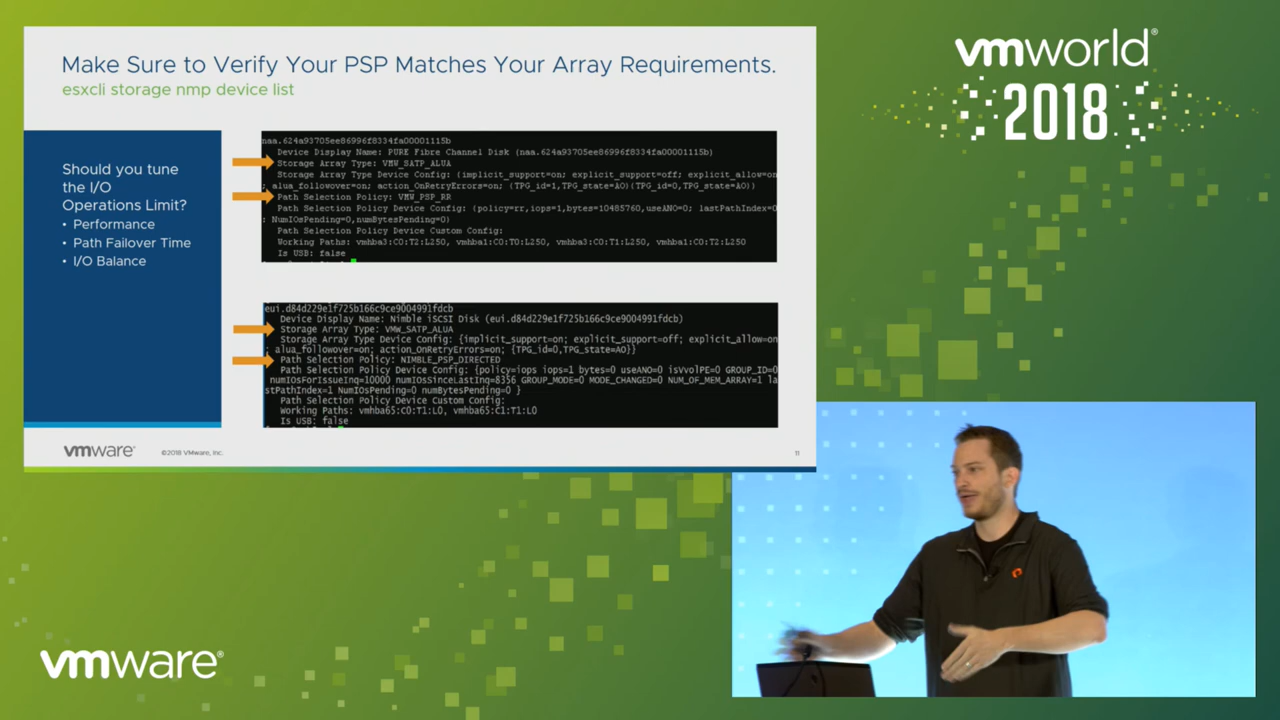 Make Sure to Verify Your PSP Matches Your Array Requirements.
esxcli storage nmp device list
Should you tune
the I/O
Operations Limit?
• Performance
• Path Failover Time
• I/O Balance
naa.624a93705ee86996f8334fa00001115b
Device Display Name: PURE Fibre Channel Disk (naa.624a93705ee86996f8334fa00001115b)
Storage Array Type: VMW_SATP_ALUA
Storage Array Type Device Config: {implicit_support=on; explicit_support=off; explicit_allow=on
; alua_followover=on; action_OnRetryErrors=on; {TPG_id=1,TPG_state=AO}{TPG_id=0,TPG_state=AO}}
Path Selection Policy: VMW_PSP_RR
Path Selection Policy Device Config: {policy=rr,iops=1,bytes=10485760,useANO=0; lastPathIndex=0
: NumIOsPending=0,numBytesPending=0}
Path Selection Policy Device Custom Config:
Working Paths: vmhba3:C0:T2:L250, vmhba1:C0:T0:L250, vmhba3:C0:T1:L250, vmhba1:C0:T2:L250
Is USB: false
eui.d84d229e1f725b166c9ce9004991fdcb
Device Display Name: Nimble iSCSI Disk (eui.d84d229e1f725b166c9ce9004991fdcb)
Storage Array Type: VMW_SATP_ALUA
Storage Array Type Device Config: {implicit_support=on; explicit_support=off; explicit_allow=on
; alua_followover=on; action_OnRetryErrors=on; {TPG_id=0,TPG_state=AO}}
Path Selection Policy: NIMBLE_PSP_DIRECTED
Path Selection Policy Device Config: {policy=iops iops=1 bytes=0 useANO=0 isVvolPE=0 GROUP_ID=0
numIOsForIssueInq=10000 numIOsSinceLastInq=8356 GROUP_MODE=0 MODE_CHANGED=0 NUM_OF_MEM_ARRAY=1 la
stPathIndex=1 NumIOsPending=0 numBytesPending=0 }
Path Selection Policy Device Custom Config:
Working Paths: vmhba65:C0:T1:L0, vmhba65:C1:T1:L0
Is USB: false
vmware®
©2018 VMware, Inc.
11
vmworld®
2018
vmware®